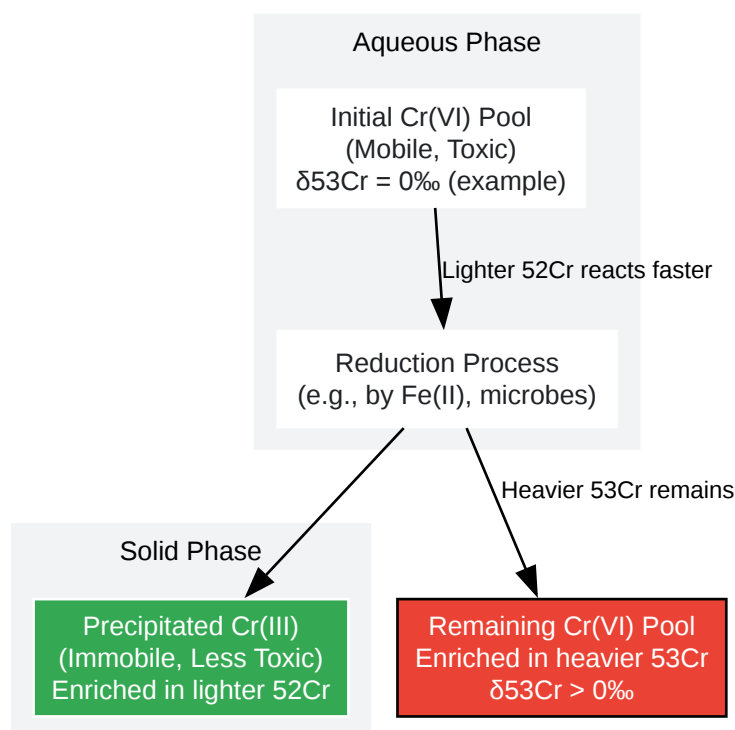 Aqueous Phase
Initial Cr(VI) Pool
(Mobile, Toxic)
δ53Cr = 0‰ (example)
Lighter 52Cr reacts faster
Reduction Process
(e.g., by Fe(II), microbes)
Heavier 53Cr remains
Solid Phase
Precipitated Cr(III)
(Immobile, Less Toxic)
Enriched in lighter 52Cr
Remaining Cr(VI) Pool
Enriched in heavier 53Cr
δ53Cr > 0‰